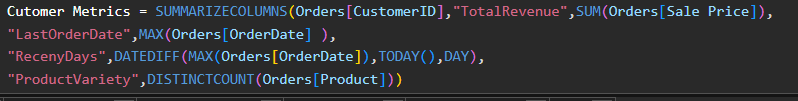 Cutomer Metrics = SUMMARIZECOLUMNS(Orders[CustomerID],"TotalRevenue",SUM(Orders[Sale Price]),
"LastOrderDate",MAX(Orders[OrderDate] ),
"RecenyDays",DATEDIFF(MAX(Orders[OrderDate]),TODAY(),DAY),
"ProductVariety",DISTINCTCOUNT(Orders[Product]))